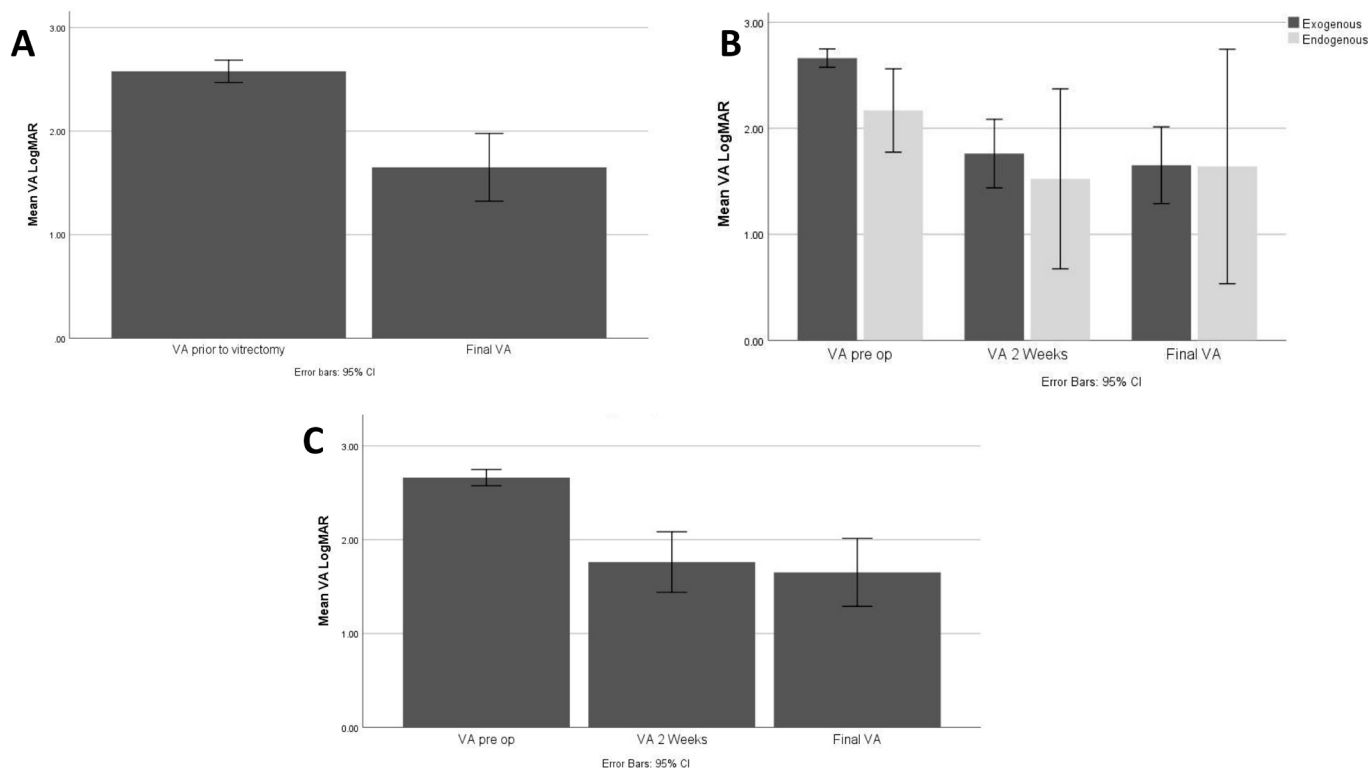 A
Mean VA LogMAR
3.00
2.00
1.00
.00
VA prior to vitrectomy
Final VA
Error bars: 95% CI
B
Exogenous
Endogenous
Mean VA LogMAR
3.00
2.00
1.00
0.00
VA pre op
VA 2 Weeks
Final VA
Error Bars: 95% CI
C
Mean VA LogMAR
3.00
2.00
1.00
0.00
VA pre op
VA 2 Weeks
Final VA
Error Bars: 95% CI